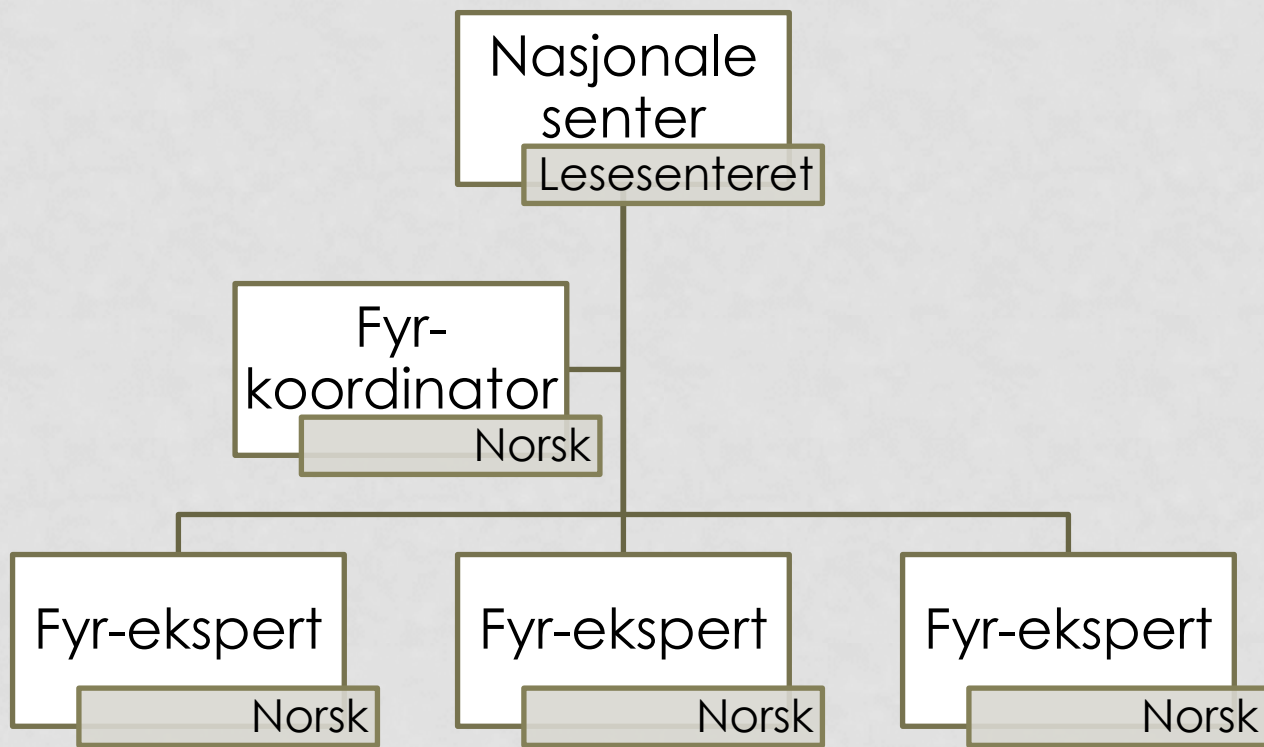 Nasjonale
senter
Lesesenteret
Fyr-
koordinator
Norsk
Fyr-ekspert
Norsk
Fyr-ekspert
Norsk
Fyr-ekspert
Norsk